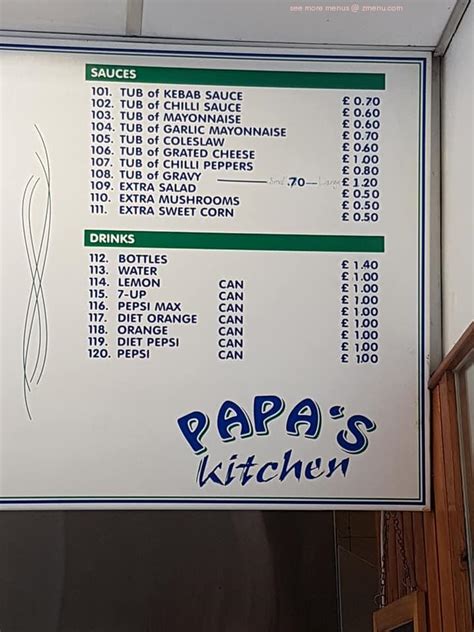 see more menus @ zmenu.com
SAUCES
101. TUB of KEBAB SAUCE £ 0.70
102. TUB of CHILLI SAUCE £ 0.60
103. TUB of MAYONNAISE £ 0.60
104. TUB of GARLIC MAYONNAISE £ 0.70
105. TUB of COLESLAW £ 0.60
106. TUB of GRATED CHEESE £ 1.00
107. TUB of CHILLI PEPPERS £ 0.80
108. TUB of GRAVY Small .70 Large £ 1.20
109. EXTRA SALAD £ 0.50
110. EXTRA MUSHROOMS £ 0.50
111. EXTRA SWEET CORN £ 0.50
DRINKS
112. BOTTLES £ 1.40
113. WATER £ 1.00
114. LEMON CAN £ 1.00
115. 7-UP CAN £ 1.00
116. PEPSI MAX CAN £ 1.00
117. DIET ORANGE CAN £ 1.00
118. ORANGE CAN £ 1.00
119. DIET PEPSI CAN £ 1.00
120. PEPSI CAN £ 1.00
PAPA'S
kitchen